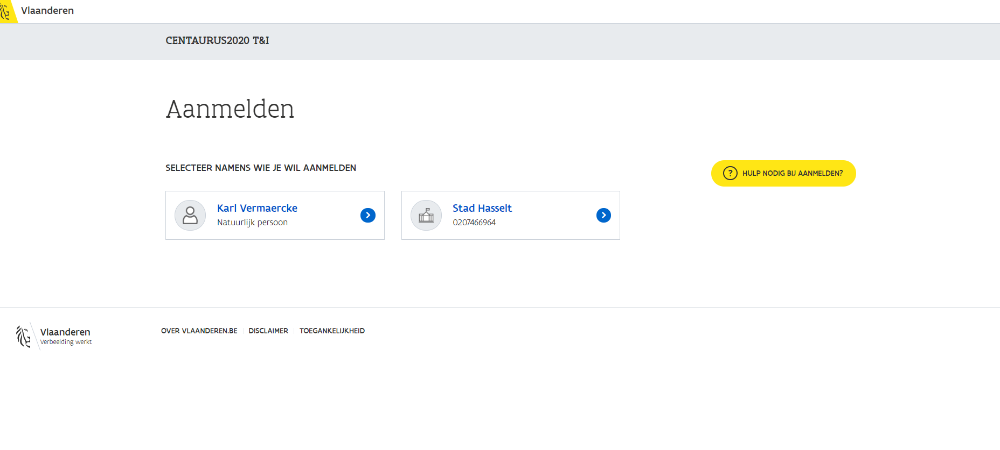 Vlaanderen
CENTAURUS2020 T&I
Aanmelden
SELECTEER NAMENS WIE JE WIL AANMELDEN
? HULP NODIG BIJ AANMELDEN?
Karl Vermaercke
Natuurlijk persoon
Stad Hasselt
0207466964
Vlaanderen
Verbeelding werkt
OVER VLAANDEREN.BE
DISCLAIMER
TOEGANKELIJKHEID